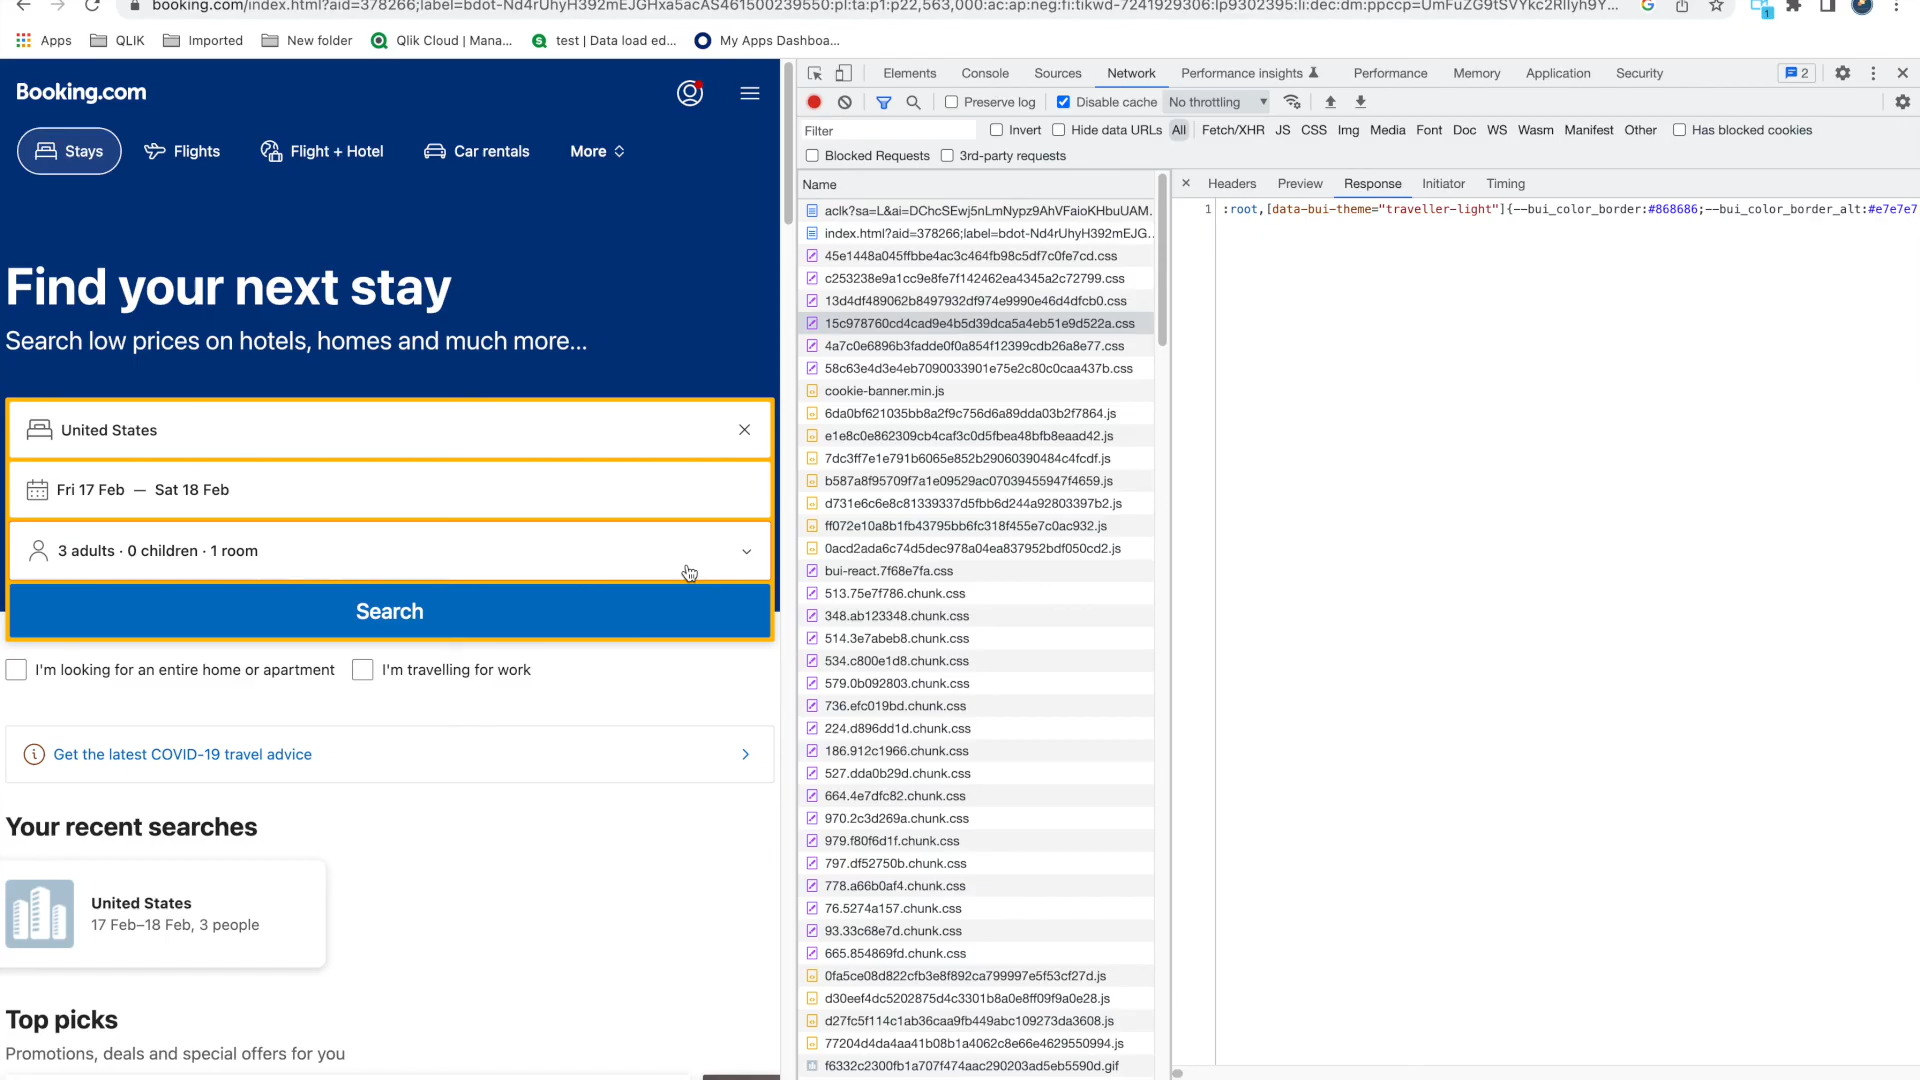 booking.com/index.html?aid=378266;label=bdot-Nd4rUhyH392mEJGHxa5acAS461500239550:pl:ta:p1:p22,563,000:ac:ap:neg:fi:tikwd-7241929306:lp9302395:li:dec:dm:ppccp=UmFuZG9tSVYkc2RIIyh9Y...
Apps QLIK Imported New folder Qlik Cloud | Mana... test | Data load ed... My Apps Dashboa...
Booking.com
Stays Flights Flight + Hotel Car rentals More
Find your next stay
Search low prices on hotels, homes and much more...
United States
Fri 17 Feb — Sat 18 Feb
3 adults · 0 children · 1 room
Search
I'm looking for an entire home or apartment I'm travelling for work
Get the latest COVID-19 travel advice
Your recent searches
United States
17 Feb–18 Feb, 3 people
Top picks
Promotions, deals and special offers for you
Elements Console Sources Network Performance insights Performance Memory Application Security 2
Preserve log Disable cache No throttling
Filter Invert Hide data URLs All Fetch/XHR JS CSS Img Media Font Doc WS Wasm Manifest Other Has blocked cookies
Blocked Requests 3rd-party requests
Name
aclk?sa=L&ai=DChcSEwj5nLmNypz9AhVFaioKHbuUAM.
index.html?aid=378266;label=bdot-Nd4rUhyH392mEJG..
45e1448a045ffbbe4ac3c464fb98c5df7c0fe7cd.css
c253238e9a1cc9e8fe7f142462ea4345a2c72799.css
13d4df489062b8497932df974e9990e46d4dfcb0.css
15c978760cd4cad9e4b5d39dca5a4eb51e9d522a.css
4a7c0e6896b3fadde0f0a854f12399cdb26a8e77.css
58c63e4d3e4eb7090033901e75e2c80c0caa437b.css
cookie-banner.min.js
6da0bf621035bb8a2f9c756d6a89dda03b2f7864.js
e1e8c0e862309cb4caf3c0d5fbea48bfb8eaad42.js
7dc3ff7e1e791b6065e852b29060390484c4fcdf.js
b587a8f95709f7a1e09529ac07039455947f4659.js
d731e6c6e8c81339337d5fbb6d244a92803397b2.js
ff072e10a8b1fb43795bb6fc318f455e7c0ac932.js
0acd2ada6c74d5dec978a04ea837952bdf050cd2.js
bui-react.7f68e7fa.css
513.75e7f786.chunk.css
348.ab123348.chunk.css
514.3e7abeb8.chunk.css
534.c800e1d8.chunk.css
579.0b092803.chunk.css
736.efc019bd.chunk.css
224.d896dd1d.chunk.css
186.912c1966.chunk.css
527.dda0b29d.chunk.css
664.4e7dfc82.chunk.css
970.2c3d269a.chunk.css
979.f80f6d1f.chunk.css
797.df52750b.chunk.css
778.a66b0af4.chunk.css
76.5274a157.chunk.css
93.33c68e7d.chunk.css
665.854869fd.chunk.css
0fa5ce08d822cfb3e8f892ca799997e5f53cf27d.js
d30eef4dc5202875d4c3301b8a0e8ff09f9a0e28.js
d27fc5f114c1ab36caa9fb449abc109273da3608.js
77204d4da4aa41b08b1a4062c8e66e4629550994.js
f6332c2300fb1a707f474aac290203ad5eb5590d.gif
Headers Preview Response Initiator Timing
1 :root,[data-bui-theme="traveller-light"]{--bui_color_border:#868686;--bui_color_border_alt:#e7e7e7